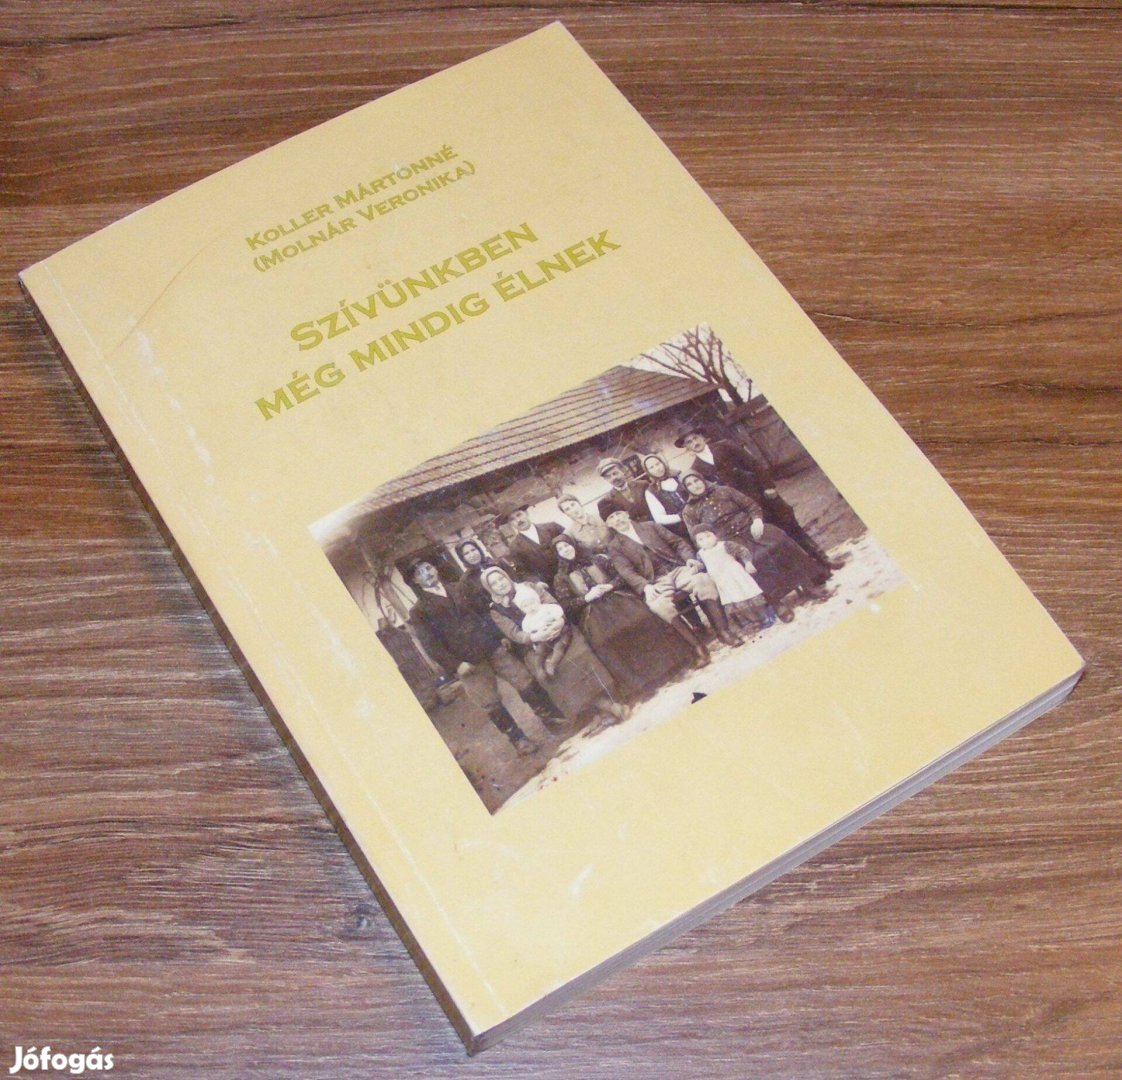 KOLLER MÁRTONNÉ
(MOLNÁR VERONIKA)
SZÍVÜNKBEN
MÉG MINDIG ÉLNEK
Jófogás